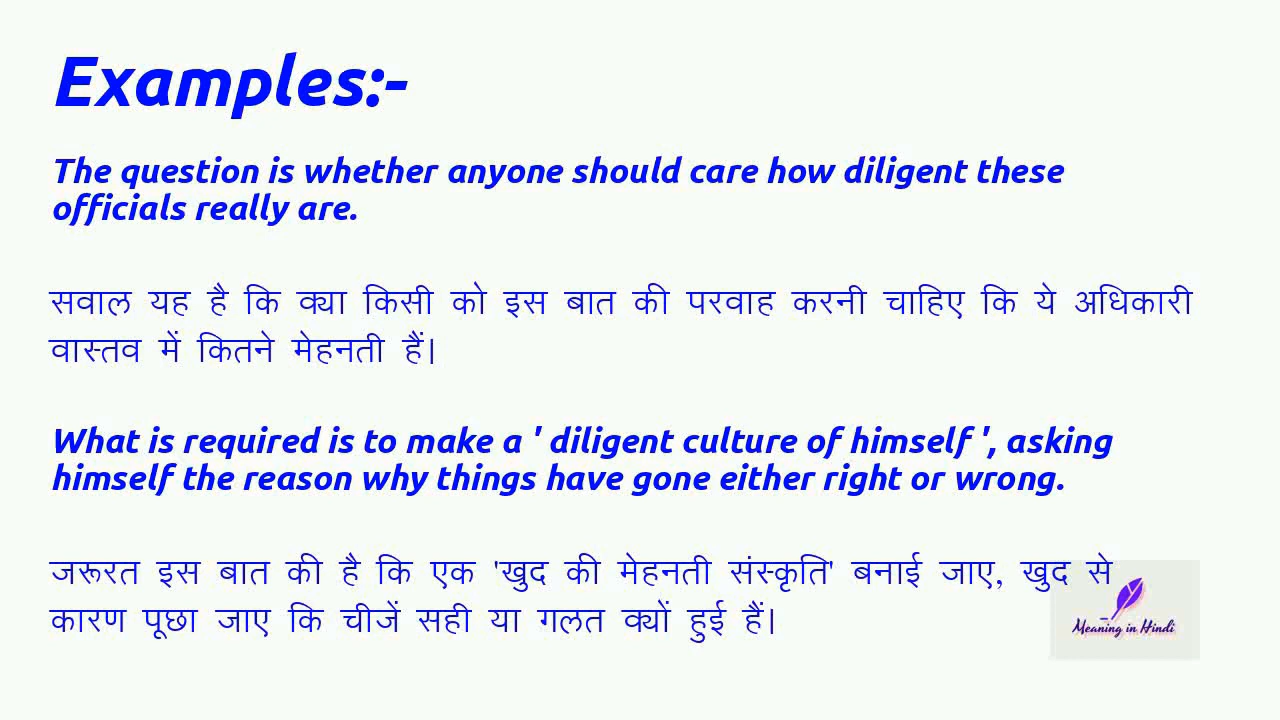 Examples:-
The question is whether anyone should care how diligent these
officials really are.
सवाल यह है कि क्या किसी को इस बात की परवाह करनी चाहिए कि ये अधिकारी
वास्तव में कितने मेहनती हैं।
What is required is to make a ' diligent culture of himself ', asking
himself the reason why things have gone either right or wrong.
जरूरत इस बात की है कि एक 'खुद की मेहनती संस्कृति' बनाई जाए, खुद से
कारण पूछा जाए कि चीजें सही या गलत क्यों हुई हैं।
Meaning in Hindi